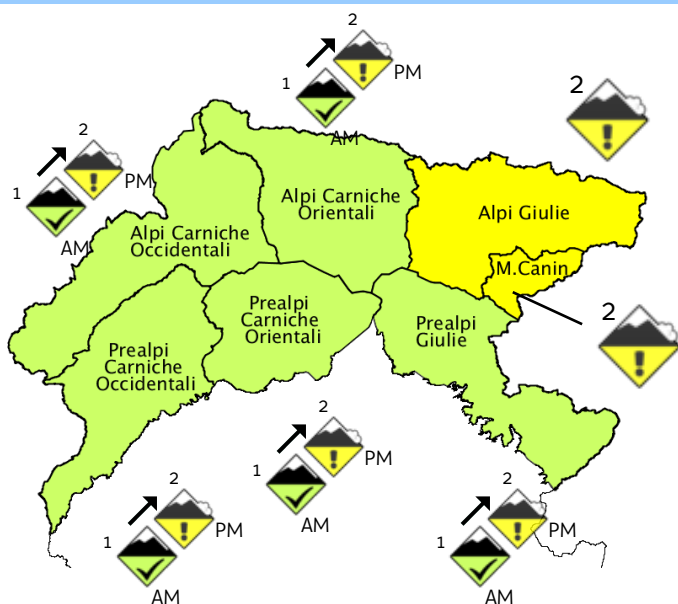 2
1
PM
AM
2
2
1
PM
AM
Alpi Carniche
Orientali
Alpi Giulie
Alpi Carniche
Occidentali
M.Canin
Prealpi
Carniche
Orientali
Prealpi
Giulie
2
Prealpi
Carniche
Occidentali
2
1
PM
AM
2
1
PM
AM
2
1
PM
AM